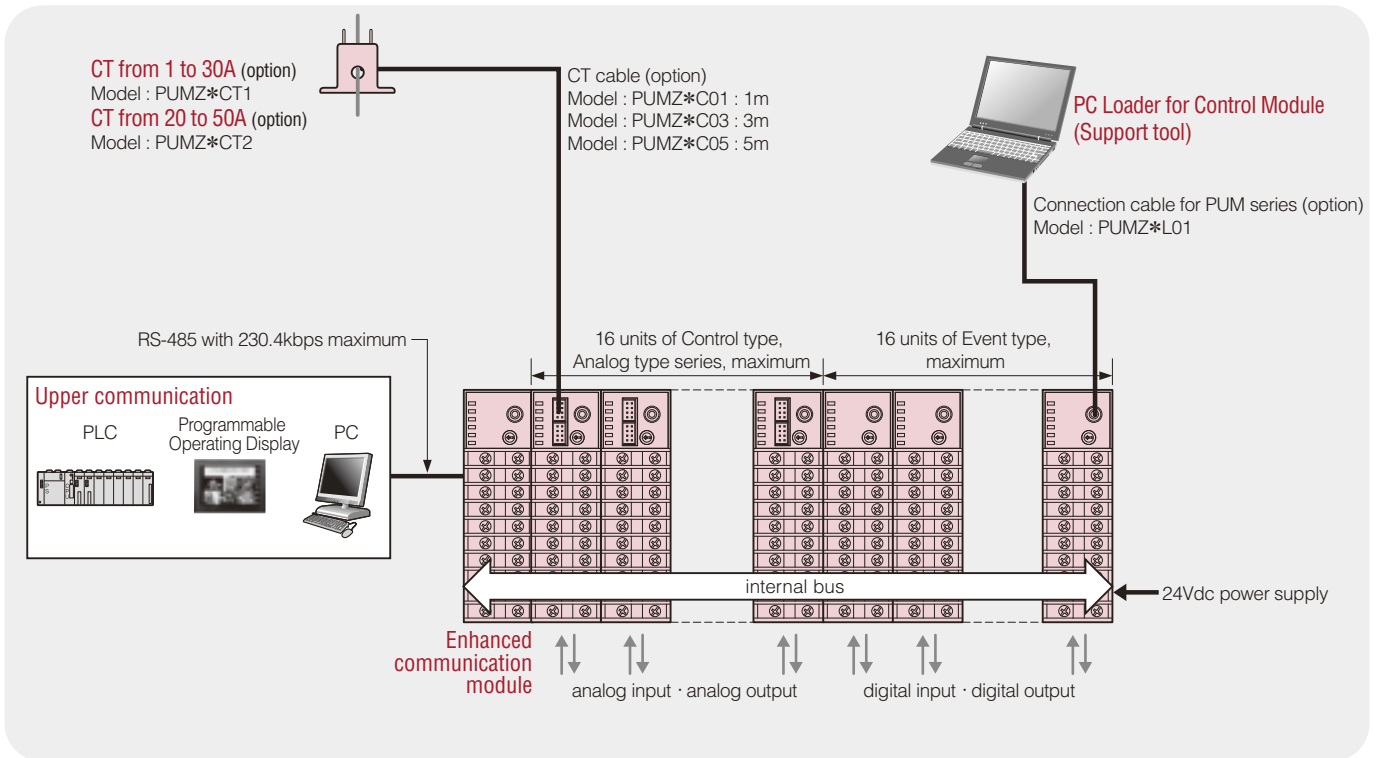 CT from 1 to 30A (option)
Model : PUMZ*CT1
CT from 20 to 50A (option)
Model : PUMZ*CT2
CT cable (option)
Model : PUMZ*C01 : 1m
Model : PUMZ*C03 : 3m
Model : PUMZ*C05 : 5m
PC Loader for Control Module
(Support tool)
Connection cable for PUM series (option)
Model : PUMZ*L01
RS-485 with 230.4kbps maximum
16 units of Control type,
Analog type series, maximum
16 units of Event type,
maximum
Upper communication
PLC
Programmable
Operating Display
PC
internal bus
24Vdc power supply
Enhanced
communication
module
analog input · analog output
digital input · digital output